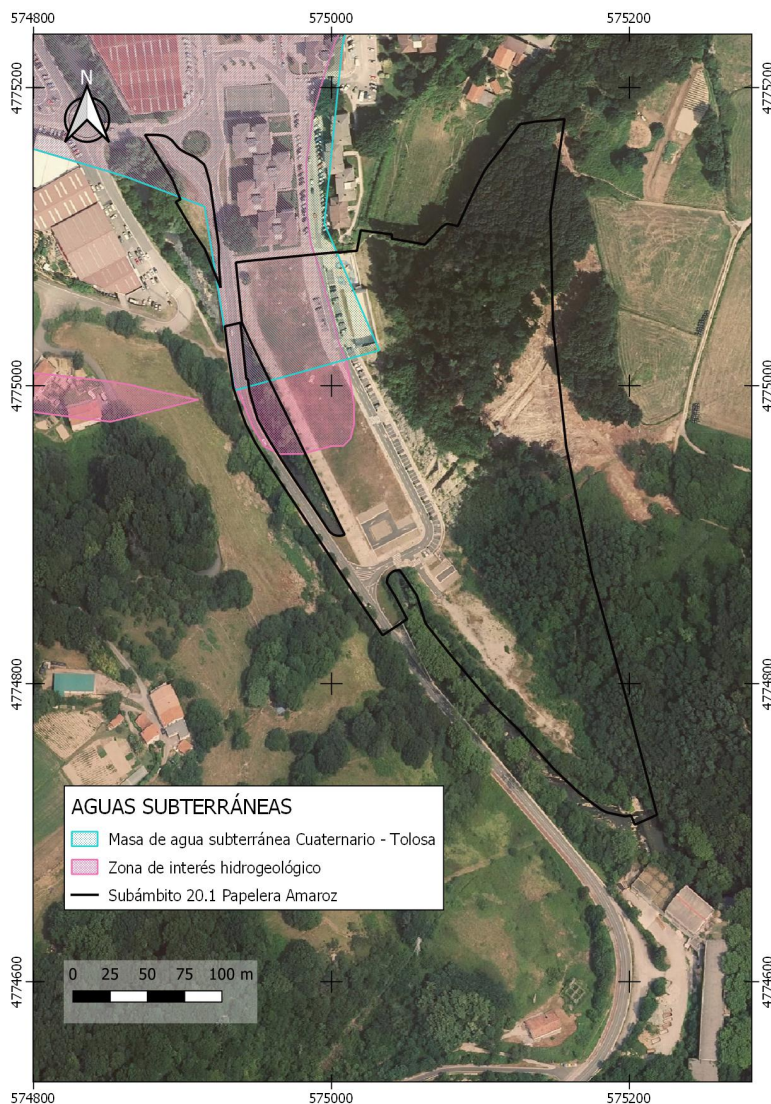 574800 575000 575200
4775200 4775200
N
4775000 4775000
4774800 4774800
AGUAS SUBTERRÁNEAS
Masa de agua subterránea Cuaternario - Tolosa
Zona de interés hidrogeológico
Subámbito 20.1 Papelera Amaroz
0 25 50 75 100 m
4774600 4774600
574800 575000 575200